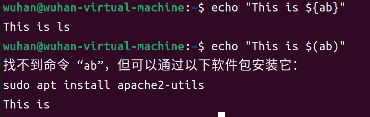 wuhan@wuhan-virtual-machine:~$ echo "This is ${ab}"
This is ls
wuhan@wuhan-virtual-machine:~$ echo "This is $(ab)"
找不到命令 “ab”，但可以通过以下软件包安装它：
sudo apt install apache2-utils
This is